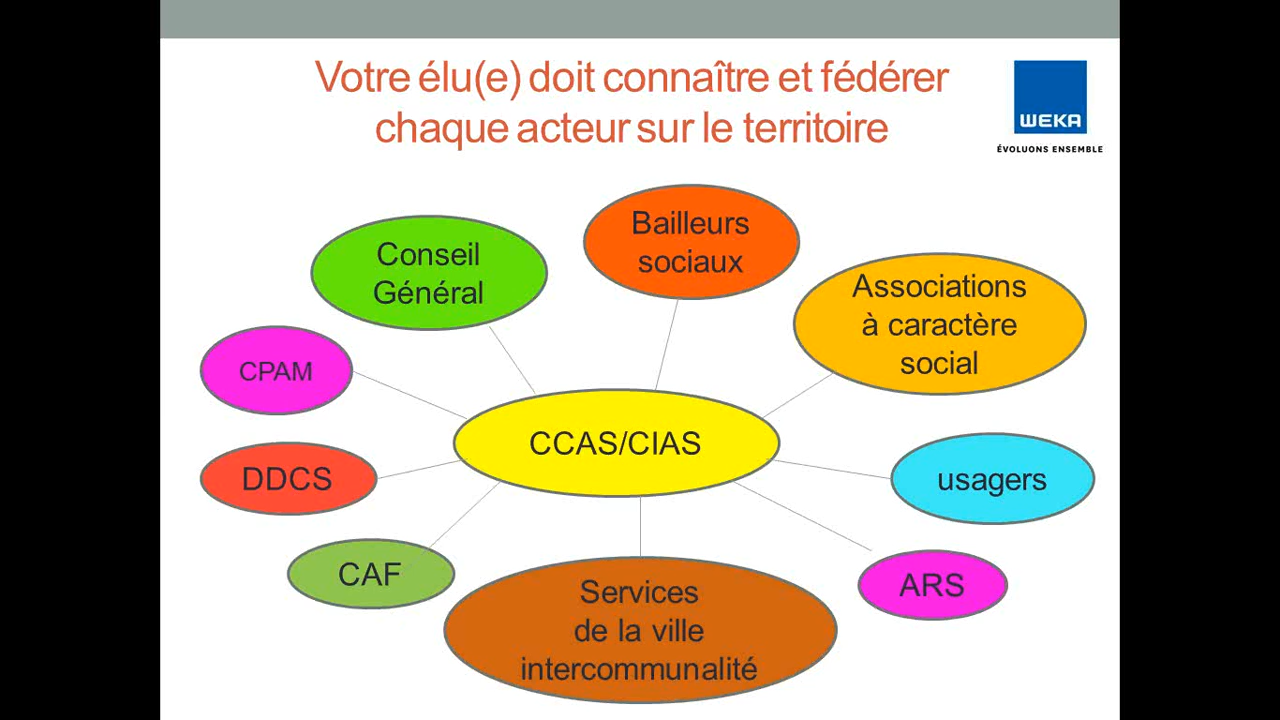 Votre élu(e) doit connaître et fédérer
chaque acteur sur le territoire
WEKA
ÉVOLUONS ENSEMBLE
Bailleurs
sociaux
Conseil
Général
Associations
à caractère
social
CPAM
CCAS/CIAS
DDCS
usagers
CAF
ARS
Services
de la ville
intercommunalité